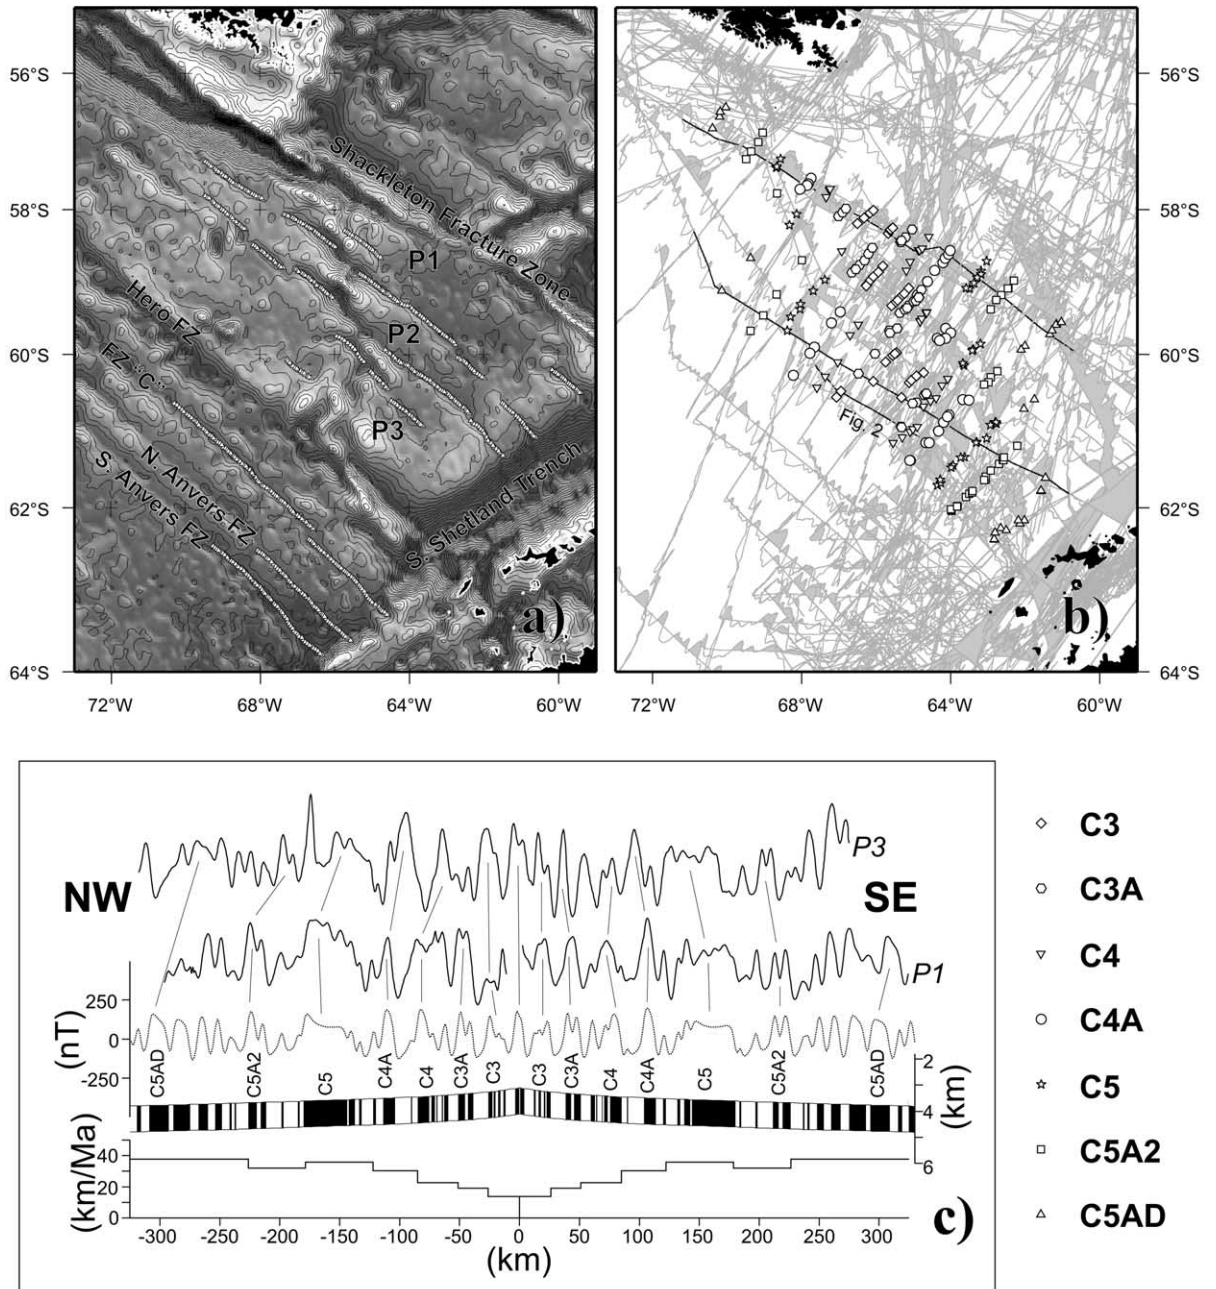 56°S
58°S
60°S
62°S
64°S
72°W
68°W
64°W
60°W
Shackleton Fracture Zone
P1
P2
P3
Hero FZ
FZ "C"
N. Anvers FZ
S. Anvers FZ
S. Shetland Trench
a)
Fig. 2
b)
56°S
58°S
60°S
62°S
64°S
72°W
68°W
64°W
60°W
P3
NW
SE
P1
250
0
-250
(nT)
C5AD
C5A2
C5
C4A
C4
C3A
C3
C3
C3A
C4
C4A
C5
C5A2
C5AD
2
4
6
(km)
40
20
0
(km/Ma)
-300
-250
-200
-150
-100
-50
0
50
100
150
200
250
300
(km)
c)
C3
C3A
C4
C4A
C5
C5A2
C5AD